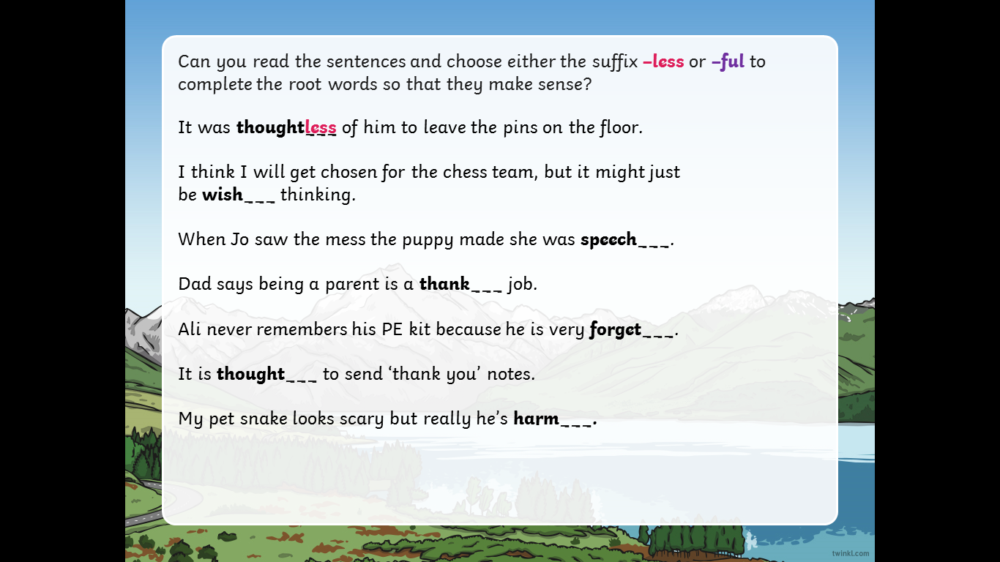 Can you read the sentences and choose either the suffix –less or –ful to
complete the root words so that they make sense?
It was thoughtless of him to leave the pins on the floor.
I think I will get chosen for the chess team, but it might just
be wish___ thinking.
When Jo saw the mess the puppy made she was speech___.
Dad says being a parent is a thank___ job.
Ali never remembers his PE kit because he is very forget___.
It is thought___ to send ‘thank you’ notes.
My pet snake looks scary but really he’s harm___.
twinkl.com